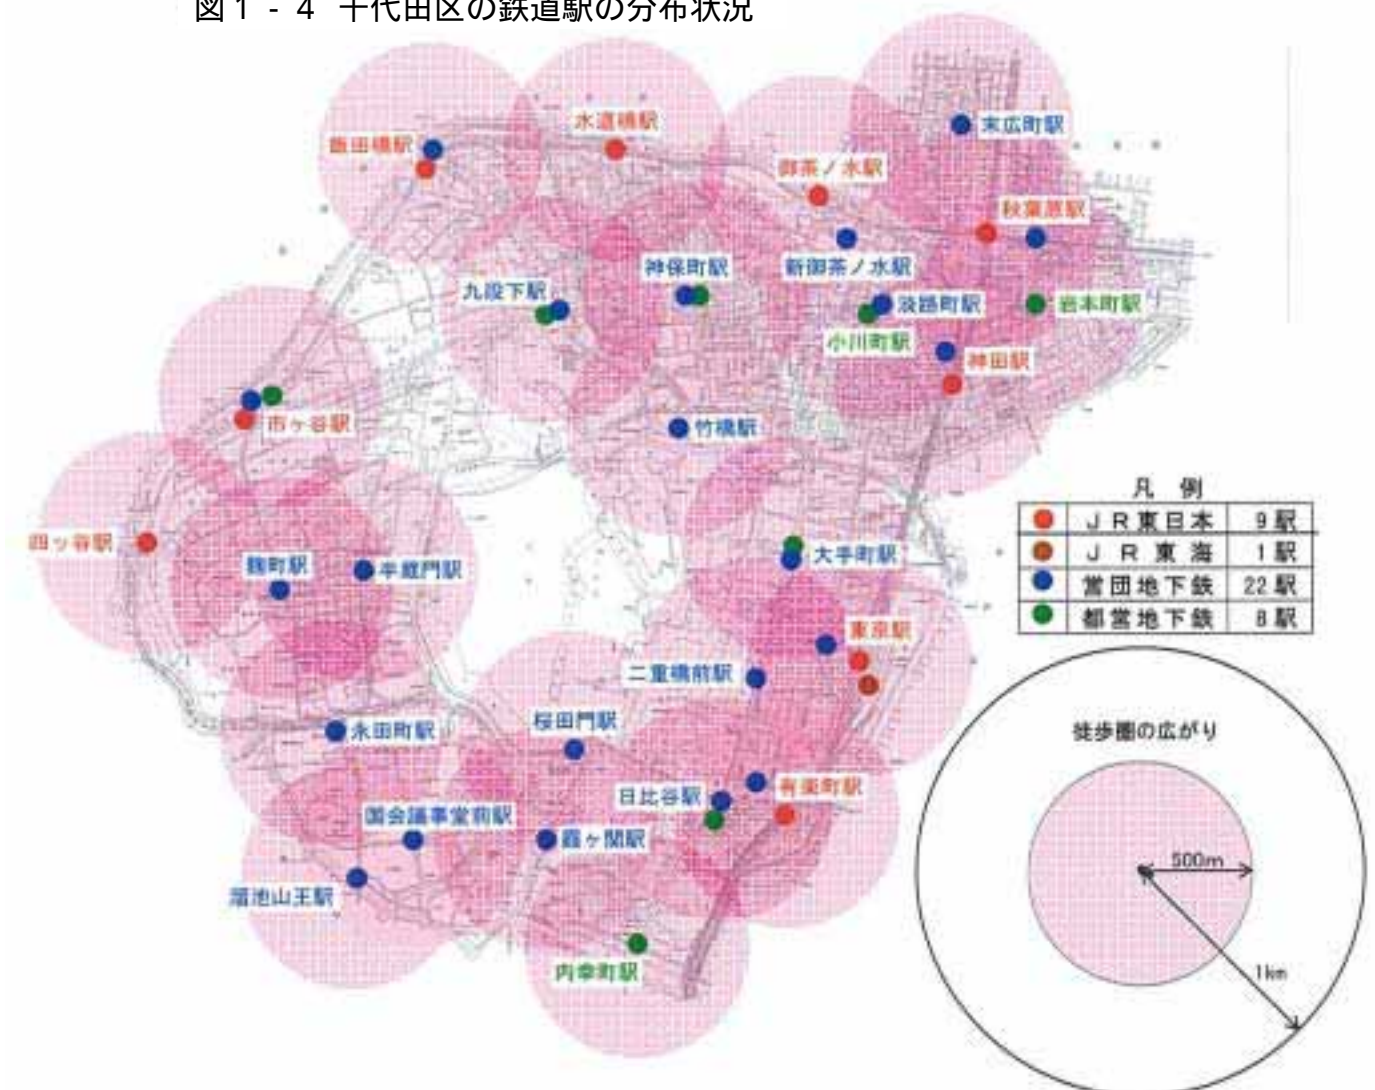 図１-４ 千代田区の鉄道駅の分布状況
水道橋駅
末広町駅
飯田橋駅
御茶ノ水駅
秋葉原駅
神保町駅
新御茶ノ水駅
九段下駅
淡路町駅
岩本町駅
小川町駅
神田駅
市ヶ谷駅
竹橋駅
凡例
ＪＲ東日本 9駅
ＪＲ東海 1駅
営団地下鉄 22駅
都営地下鉄 8駅
四ッ谷駅
大手町駅
麹町駅
半蔵門駅
東京駅
二重橋前駅
桜田門駅
永田町駅
徒歩圏の広がり
有楽町駅
日比谷駅
国会議事堂前駅
霞ヶ関駅
500m
溜池山王駅
内幸町駅
1km